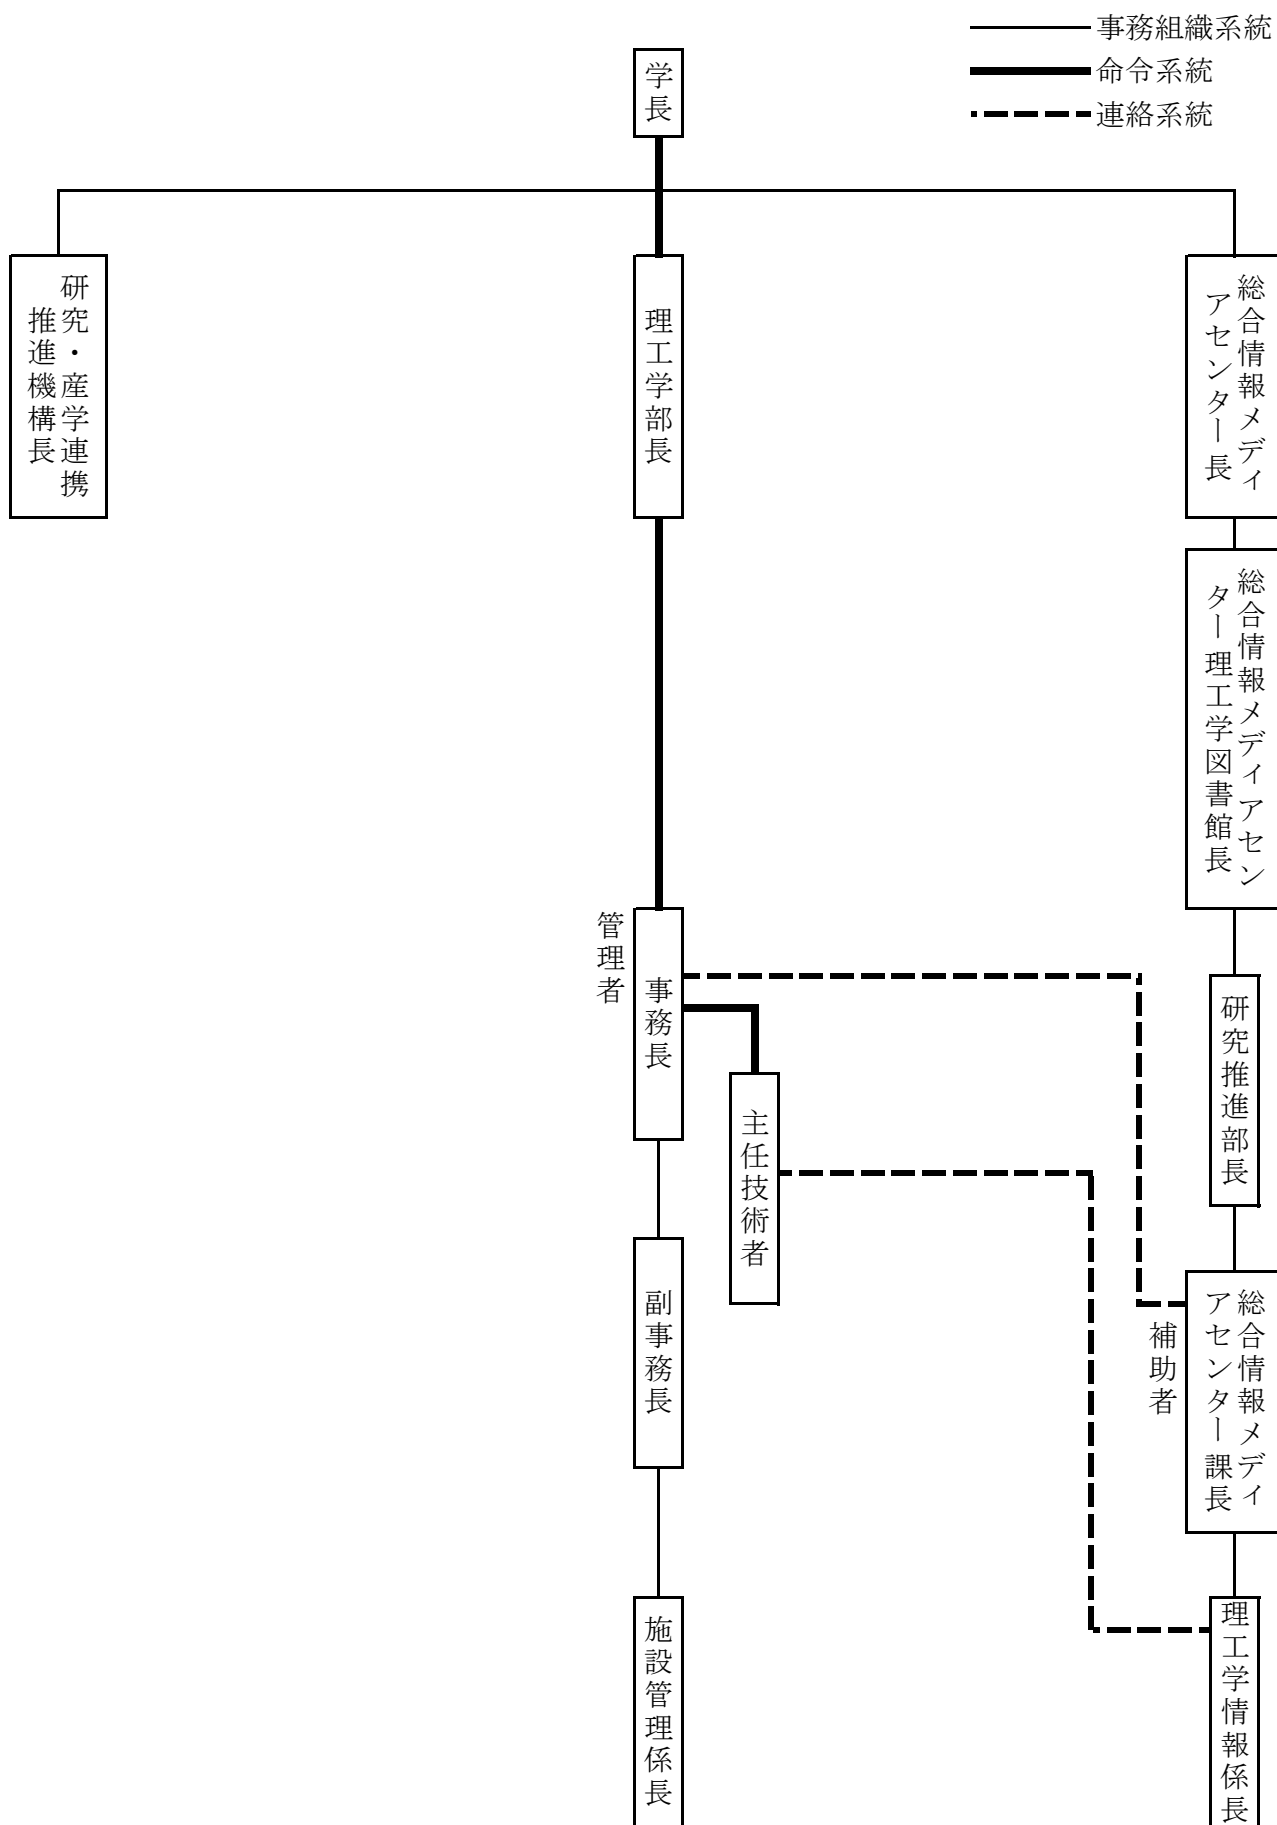 事務組織系統
命令系統
連絡系統
学長
研究・産学連携
推進機構長
理工学部長
総合情報メディ
アセンター長
総合情報メディアセン
ター理工学図書館長
管理者
事務長
主任技術者
研究推進部長
副事務長
補助者
総合情報メディ
アセンター課長
施設管理係長
理工学情報係長